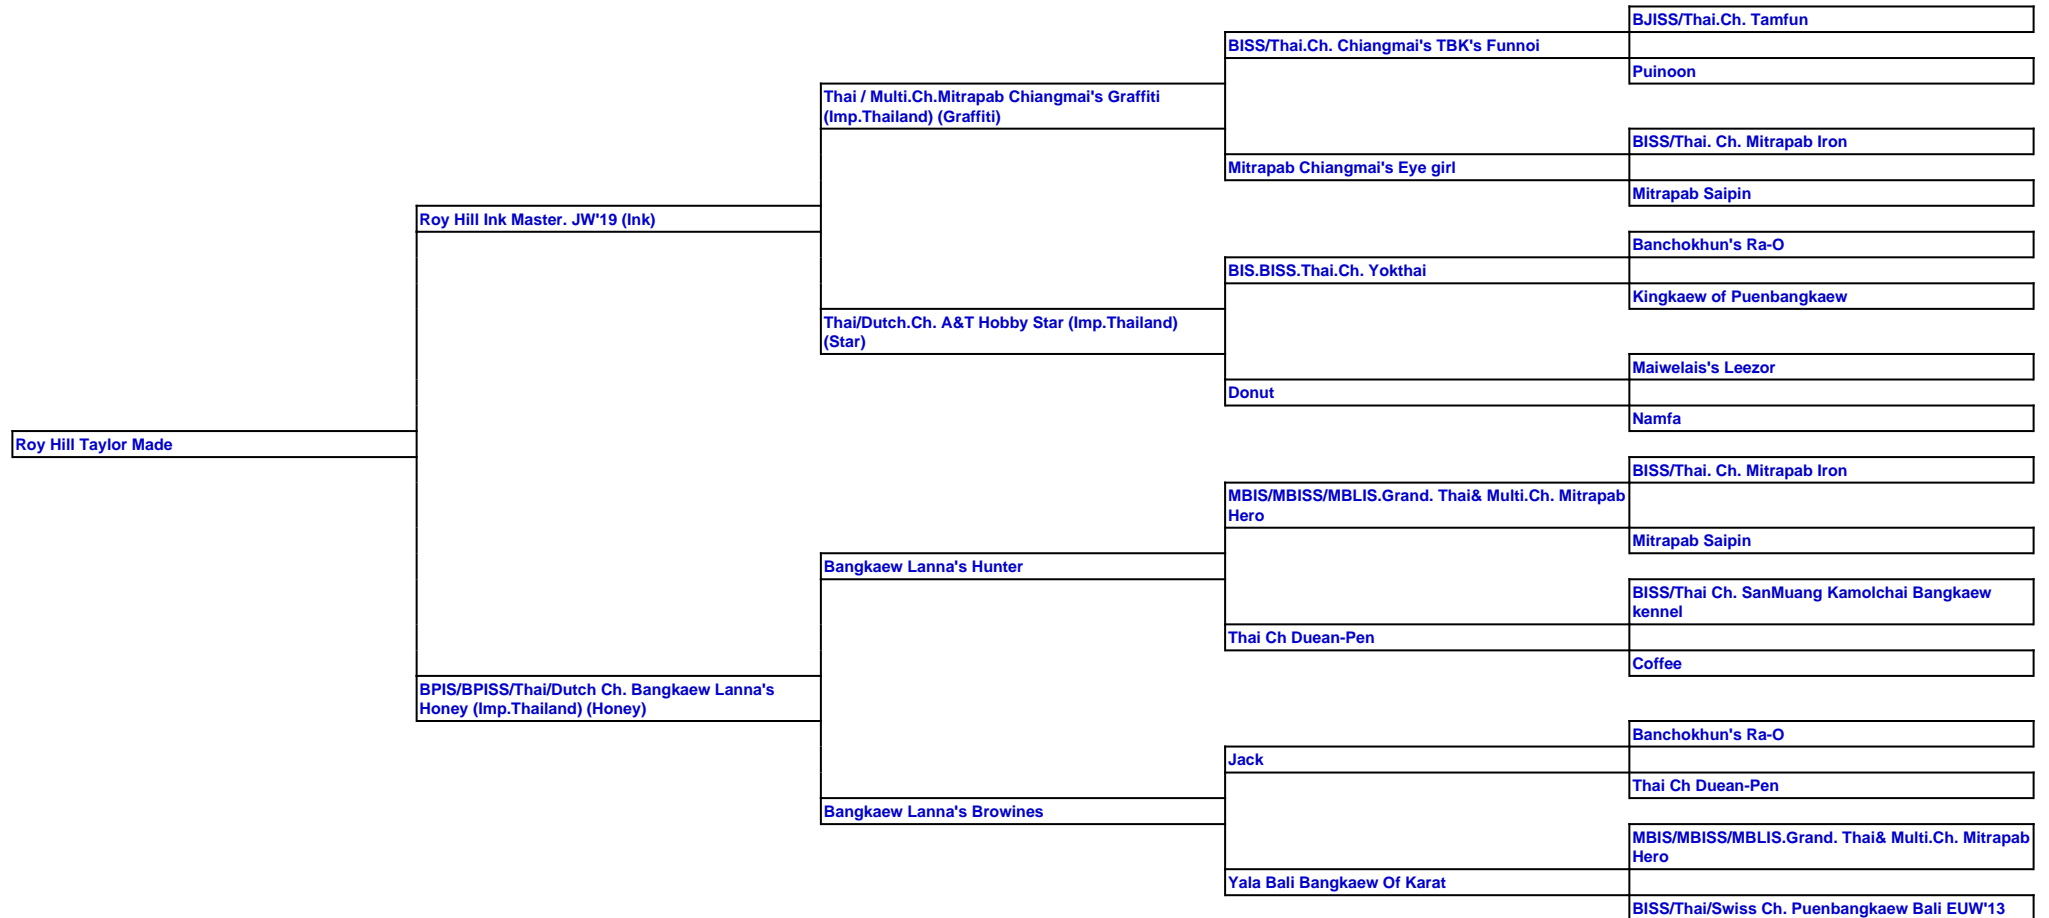 BJISS/Thai.Ch. Tamfun
BISS/Thai.Ch. Chiangmai's TBK's Funnoi
Puinoon
Thai / Multi.Ch.Mitrapab Chiangmai's Graffiti
(Imp.Thailand) (Graffiti)
BISS/Thai. Ch. Mitrapab Iron
Mitrapab Chiangmai's Eye girl
Mitrapab Saipin
Roy Hill Ink Master. JW'19 (Ink)
Banchokhun's Ra-O
BIS.BISS.Thai.Ch. Yokthai
Kingkaew of Puenbangkaew
Thai/Dutch.Ch. A&T Hobby Star (Imp.Thailand)
(Star)
Maiwelais's Leezor
Donut
Namfa
Roy Hill Taylor Made
BISS/Thai. Ch. Mitrapab Iron
MBIS/MBISS/MBLIS.Grand. Thai& Multi.Ch. Mitrapab
Hero
Mitrapab Saipin
Bangkaew Lanna's Hunter
BISS/Thai Ch. SanMuang Kamolchai Bangkaew
kennel
Thai Ch Duean-Pen
Coffee
BPIS/BPISS/Thai/Dutch Ch. Bangkaew Lanna's
Honey (Imp.Thailand) (Honey)
Banchokhun's Ra-O
Jack
Thai Ch Duean-Pen
Bangkaew Lanna's Browines
MBIS/MBISS/MBLIS.Grand. Thai& Multi.Ch. Mitrapab
Hero
Yala Bali Bangkaew Of Karat
BISS/Thai/Swiss Ch. Puenbangkaew Bali EUW'13